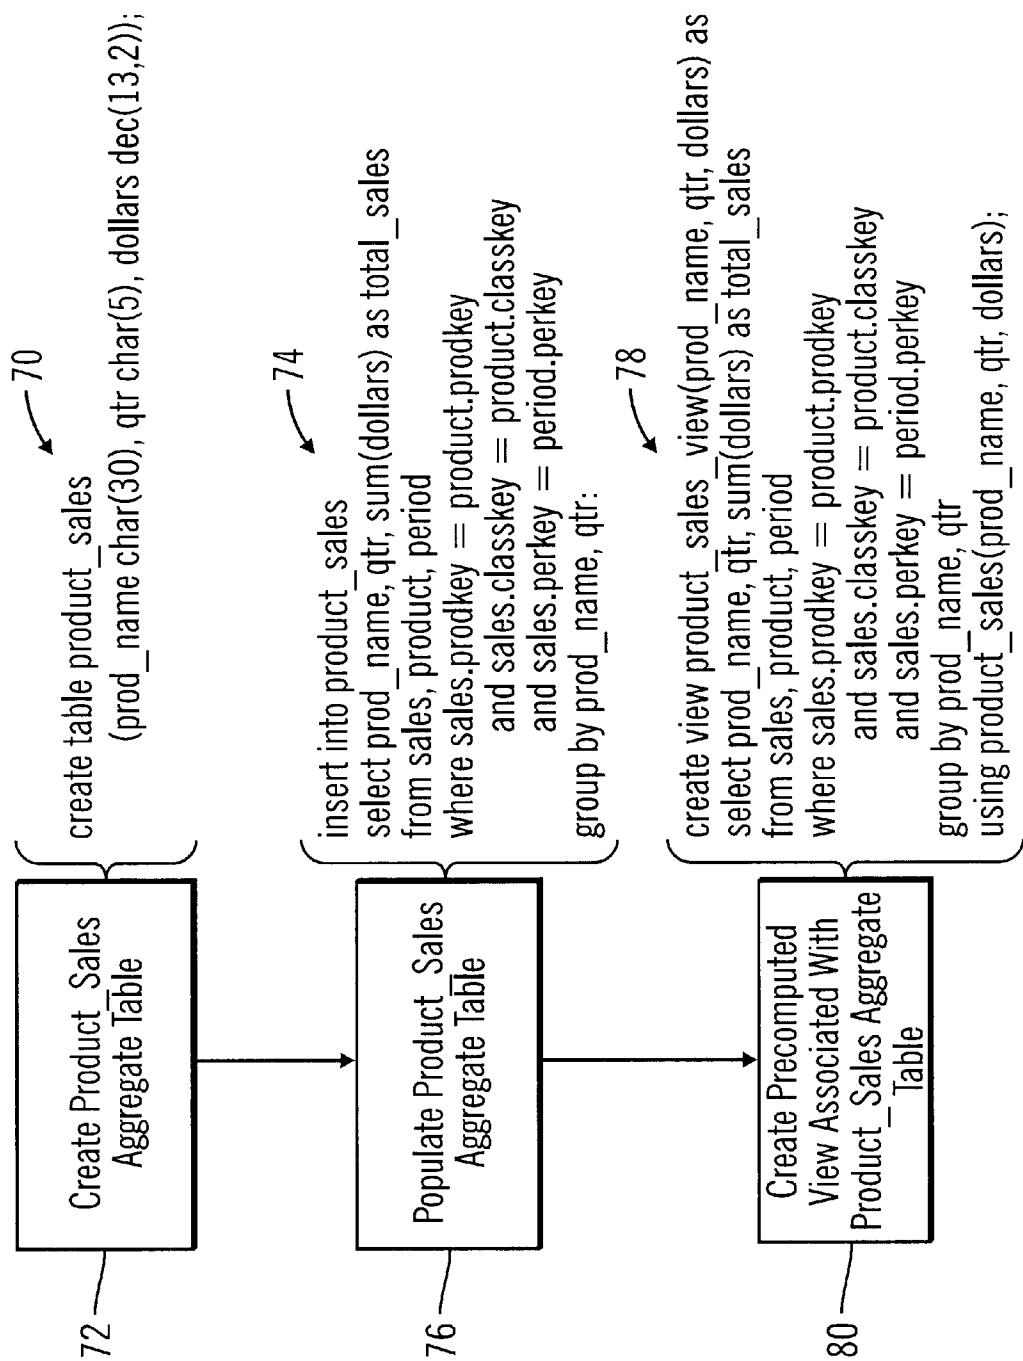 70
72
Create Product_Sales
Aggregate Table
create table product_sales
(prod_name char(30), qtr char(5), dollars dec(13,2));
74
76
Populate Product_Sales
Aggregate Table
insert into product_sales
select prod_name, qtr, sum(dollars) as total_sales
from sales, product, period
where sales.prodkey = product.prodkey
and sales.classkey = product.classkey
and sales.perkey = period.perkey
group by prod_name, qtr:
78
80
Create Precomputed
View Associated With
Product_Sales Aggregate
Table
create view product_sales_view(prod_name, qtr, dollars) as
select prod_name, qtr, sum(dollars) as total_sales
from sales, product, period
where sales.prodkey = product.prodkey
and sales.classkey = product.classkey
and sales.perkey = period.perkey
group by prod_name, qtr
using product_sales(prod_name, qtr, dollars);